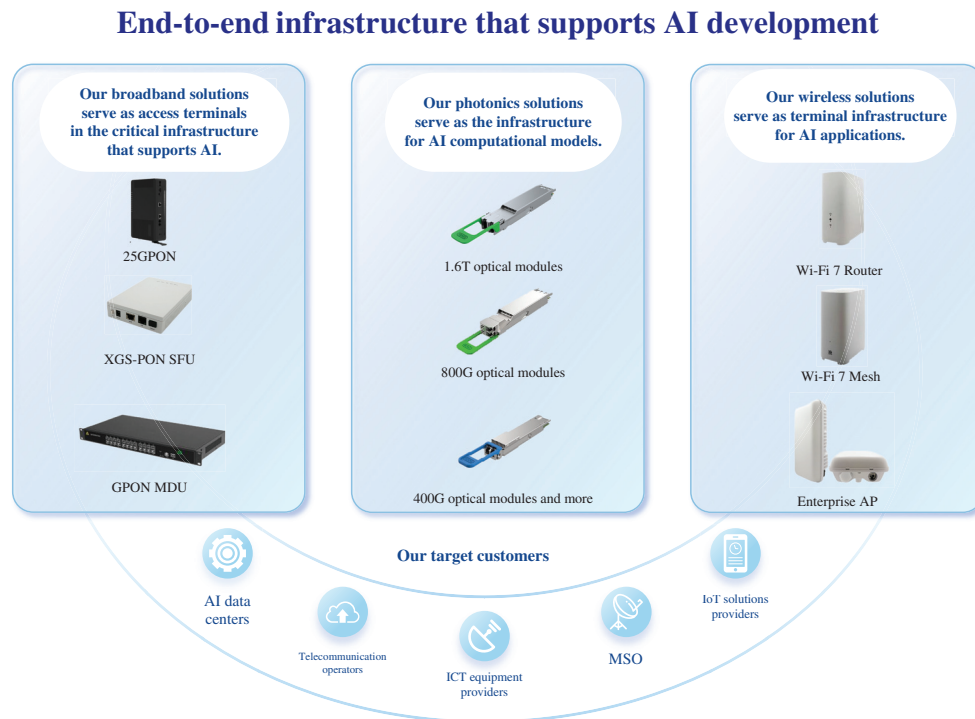 End-to-end infrastructure that supports AI development
Our broadband solutions
serve as access terminals
in the critical infrastructure
that supports AI.
25GPON
XGS-PON SFU
GPON MDU
Our photonics solutions
serve as the infrastructure
for AI computational models.
1.6T optical modules
800G optical modules
400G optical modules and more
Our wireless solutions
serve as terminal infrastructure
for AI applications.
Wi-Fi 7 Router
Wi-Fi 7 Mesh
Enterprise AP
Our target customers
AI data
centers
Telecommunication
operators
ICT equipment
providers
MSO
IoT solutions
providers